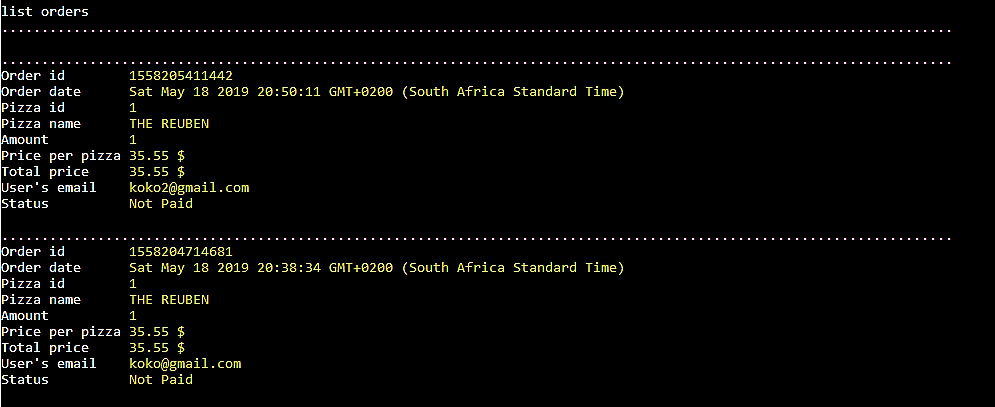 list orders
.......................................................................................................................
.......................................................................................................................
Order id 1558205411442
Order date Sat May 18 2019 20:50:11 GMT+0200 (South Africa Standard Time)
Pizza id 1
Pizza name THE REUBEN
Amount 1
Price per pizza 35.55 $
Total price 35.55 $
User's email koko2@gmail.com
Status Not Paid
.......................................................................................................................
Order id 1558204714681
Order date Sat May 18 2019 20:38:34 GMT+0200 (South Africa Standard Time)
Pizza id 1
Pizza name THE REUBEN
Amount 1
Price per pizza 35.55 $
Total price 35.55 $
User's email koko@gmail.com
Status Not Paid